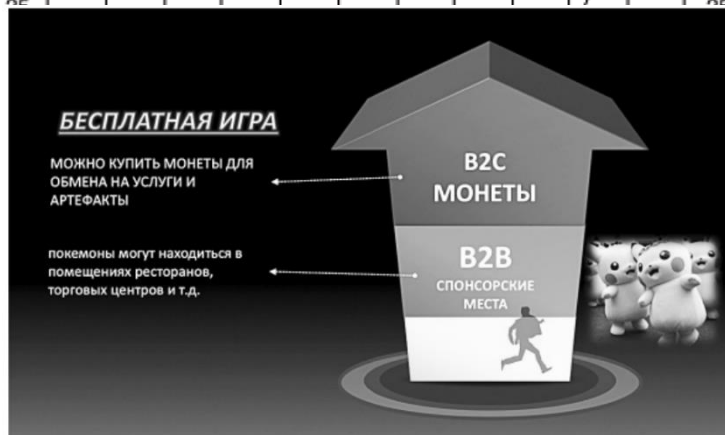 БЕСПЛАТНАЯ ИГРА
МОЖНО КУПИТЬ МОНЕТЫ ДЛЯ
ОБМЕНА НА УСЛУГИ И
АРТЕФАКТЫ
покемоны могут находиться в
помещениях ресторанов,
торговых центров и т.д.
B2C
МОНЕТЫ
B2B
СПОНСОРСКИЕ
МЕСТА